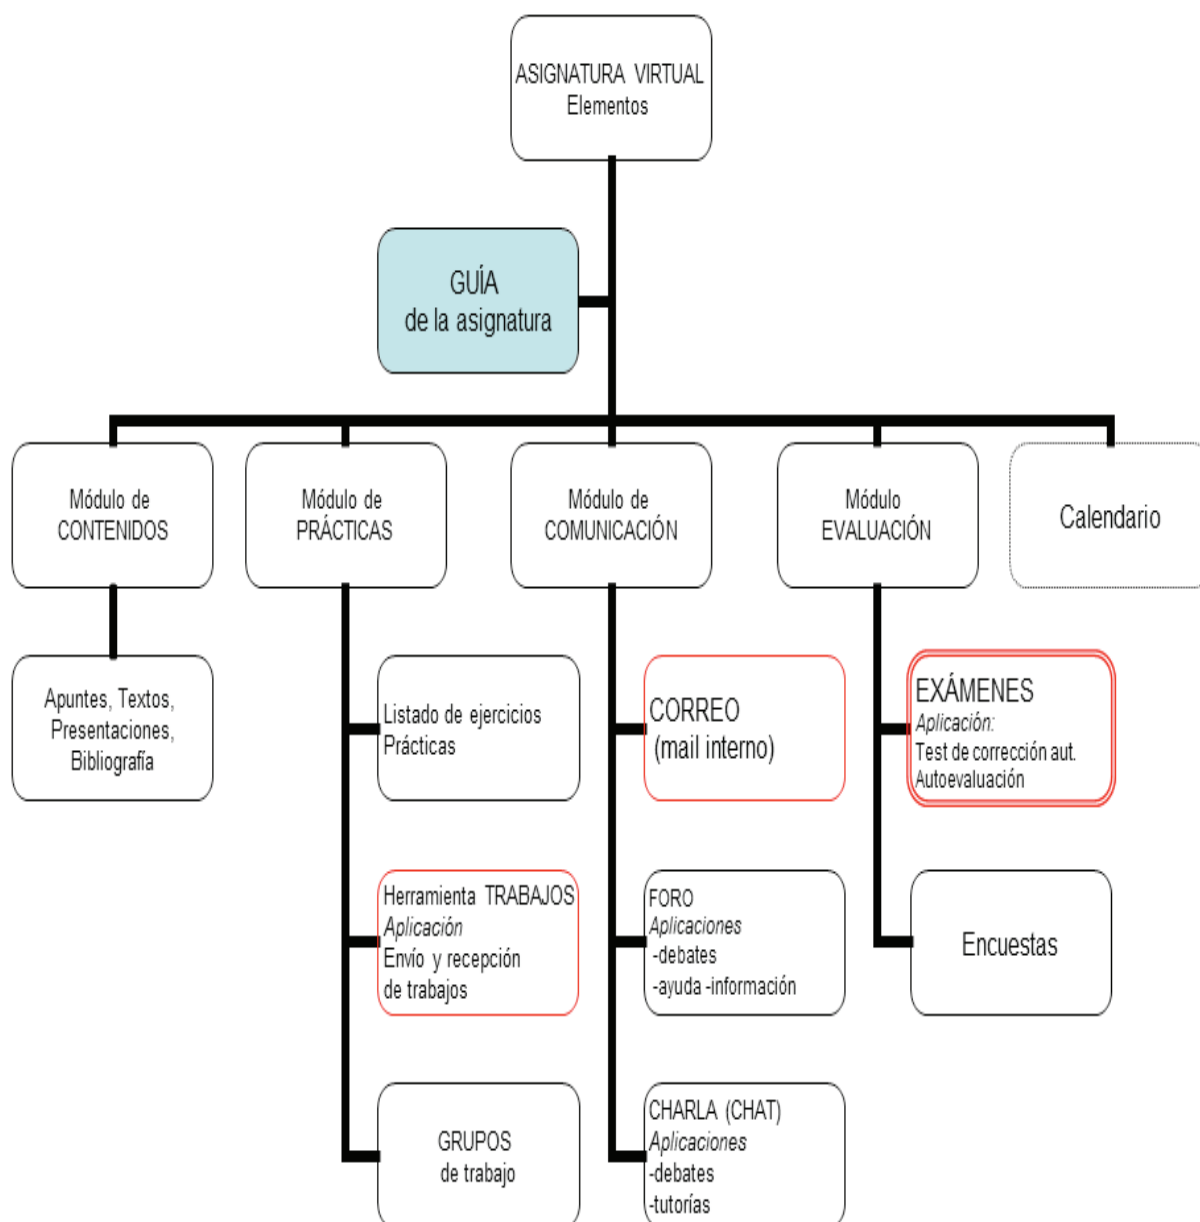 ASIGNATURA VIRTUAL
Elementos
GUÍA
de la asignatura
Módulo de
CONTENIDOS
Módulo de
PRÁCTICAS
Módulo de
COMUNICACIÓN
Módulo
EVALUACIÓN
Calendario
Apuntes, Textos,
Presentaciones,
Bibliografía
Listado de ejercicios
Prácticas
CORREO
(mail interno)
EXÁMENES
Aplicación:
Test de corrección aut.
Autoevaluación
Herramienta TRABAJOS
Aplicación
Envío y recepción
de trabajos
FORO
Aplicaciones
-debates
-ayuda -información
Encuestas
GRUPOS
de trabajo
CHARLA (CHAT)
Aplicaciones
-debates
-tutorías